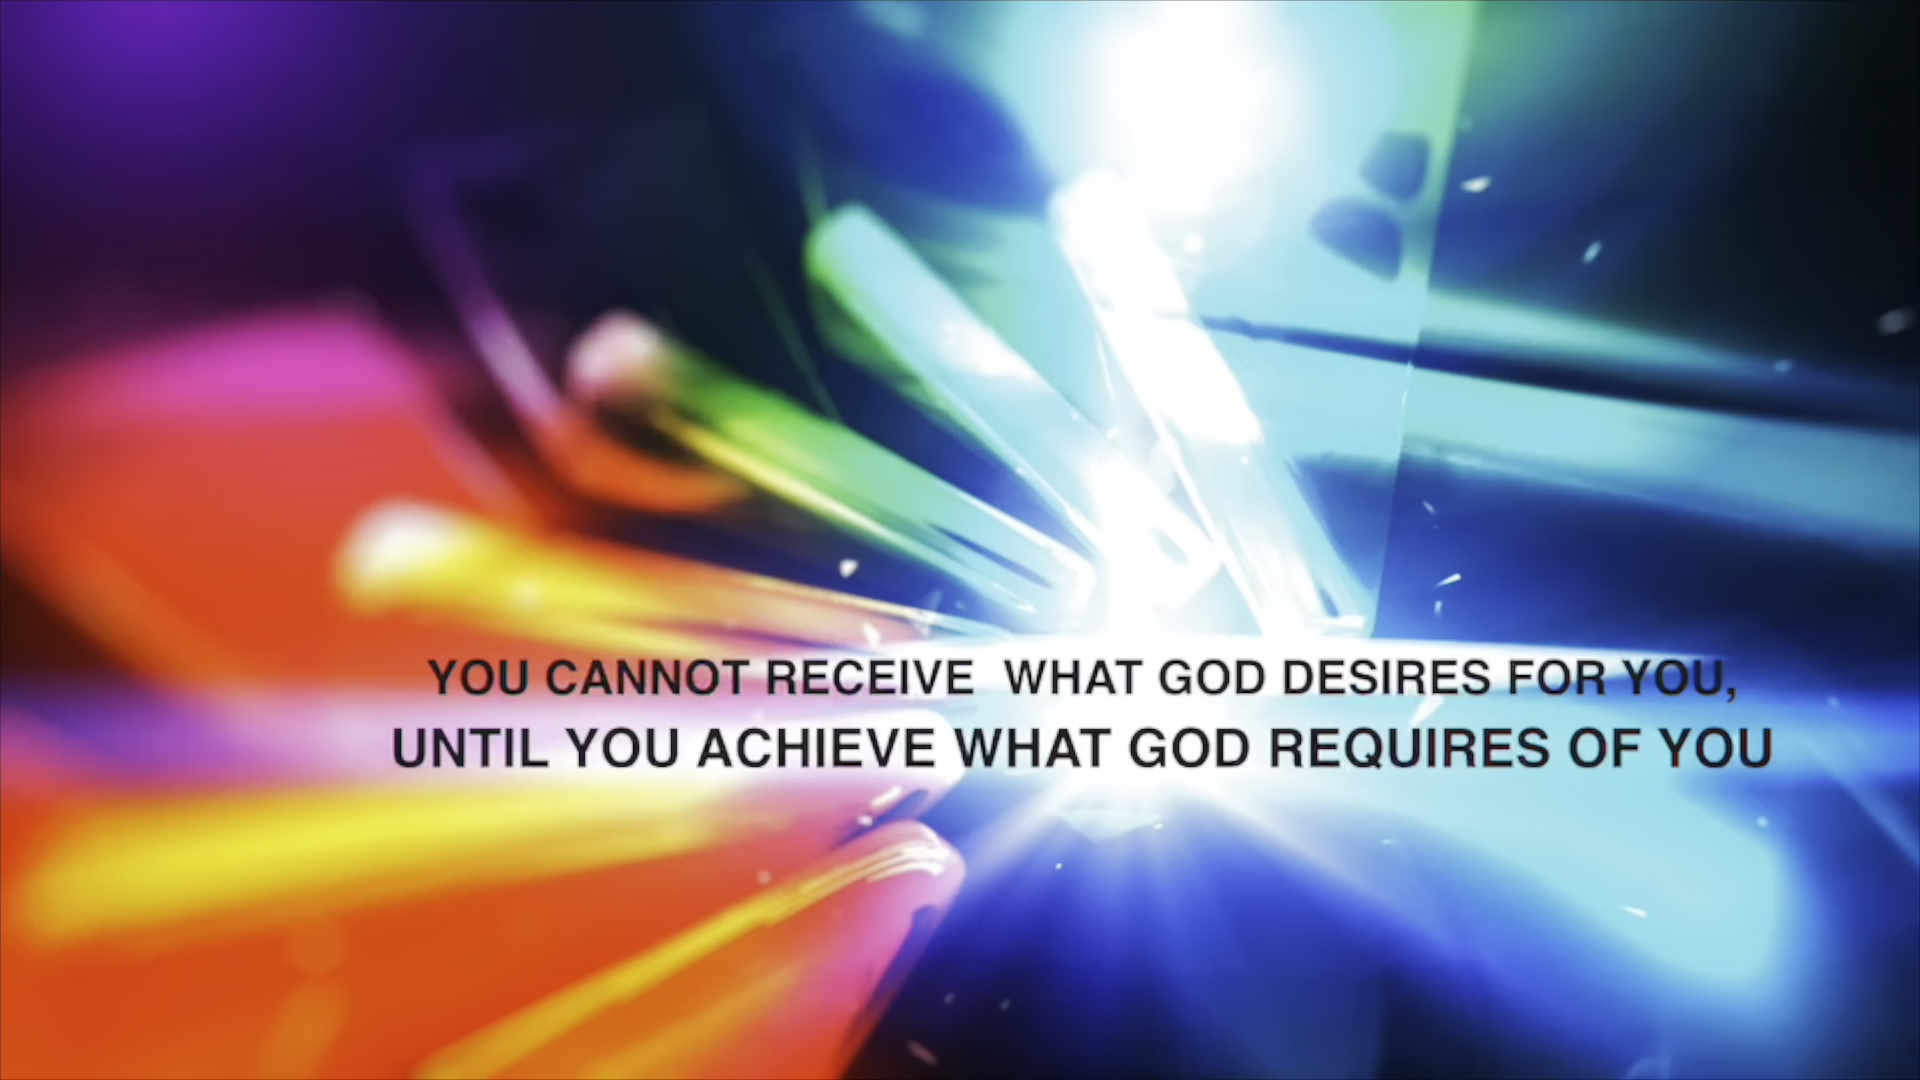 YOU CANNOT RECEIVE  WHAT GOD DESIRES FOR YOU,
UNTIL YOU ACHIEVE WHAT GOD REQUIRES OF YOU